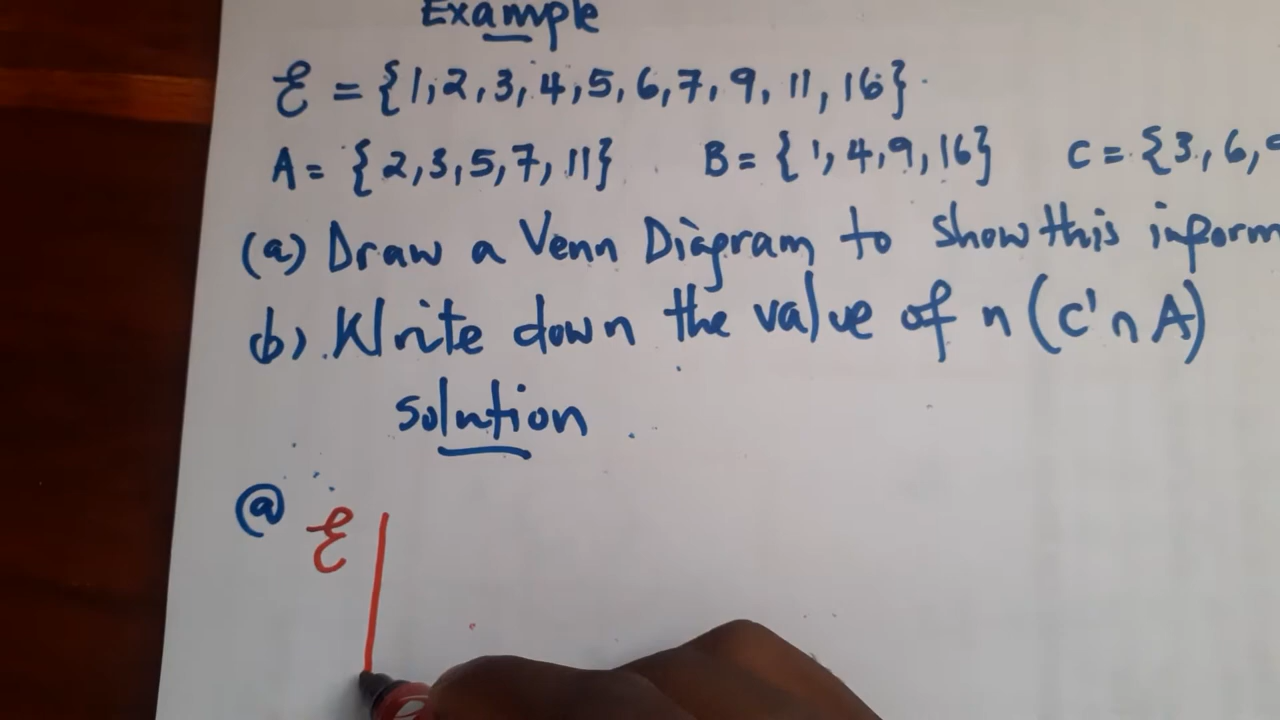 Example
ℰ = {1,2,3,4,5,6,7,9,11,16}.
A = {2,3,5,7,11} B = {1,4,9,16} C = {3,6,
(a) Draw a Venn Diagram to show this inform
b). Write down the value of n(C'∩A)
solution
(a) ℰ